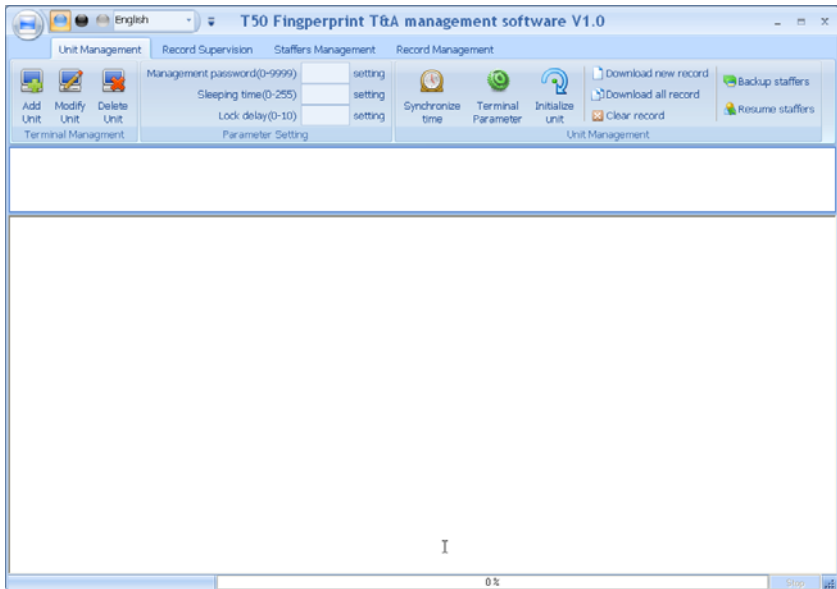 English
T50 Fingperprint T&A management software V1.0
Unit Management Record Supervision Staffers Management Record Management
Add Unit
Modify Unit
Delete Unit
Terminal Managment
Management password(0-9999) setting
Sleeping time(0-255) setting
Lock delay(0-10) setting
Parameter Setting
Synchronize time
Terminal Parameter
Initialize unit
Download new record
Download all record
Clear record
Backup staffers
Resume staffers
Unit Management
0 %
Stop